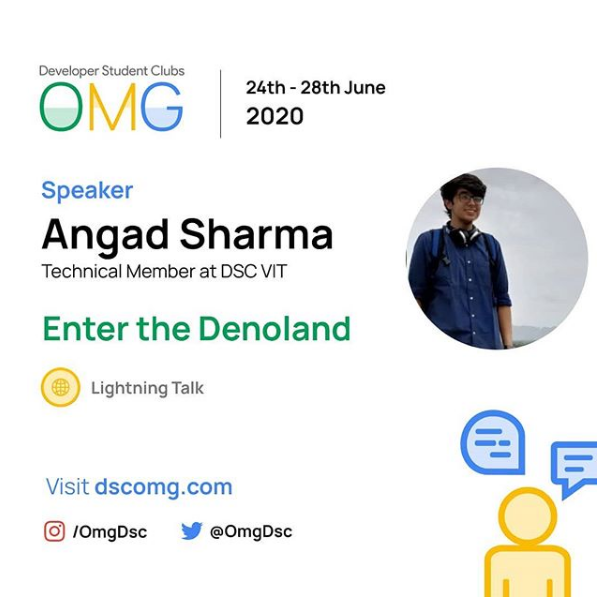 Developer Student Clubs
OMG
24th - 28th June
2020
Speaker
Angad Sharma
Technical Member at DSC VIT
Enter the Denoland
Lightning Talk
Visit dscomg.com
/OmgDsc
@OmgDsc